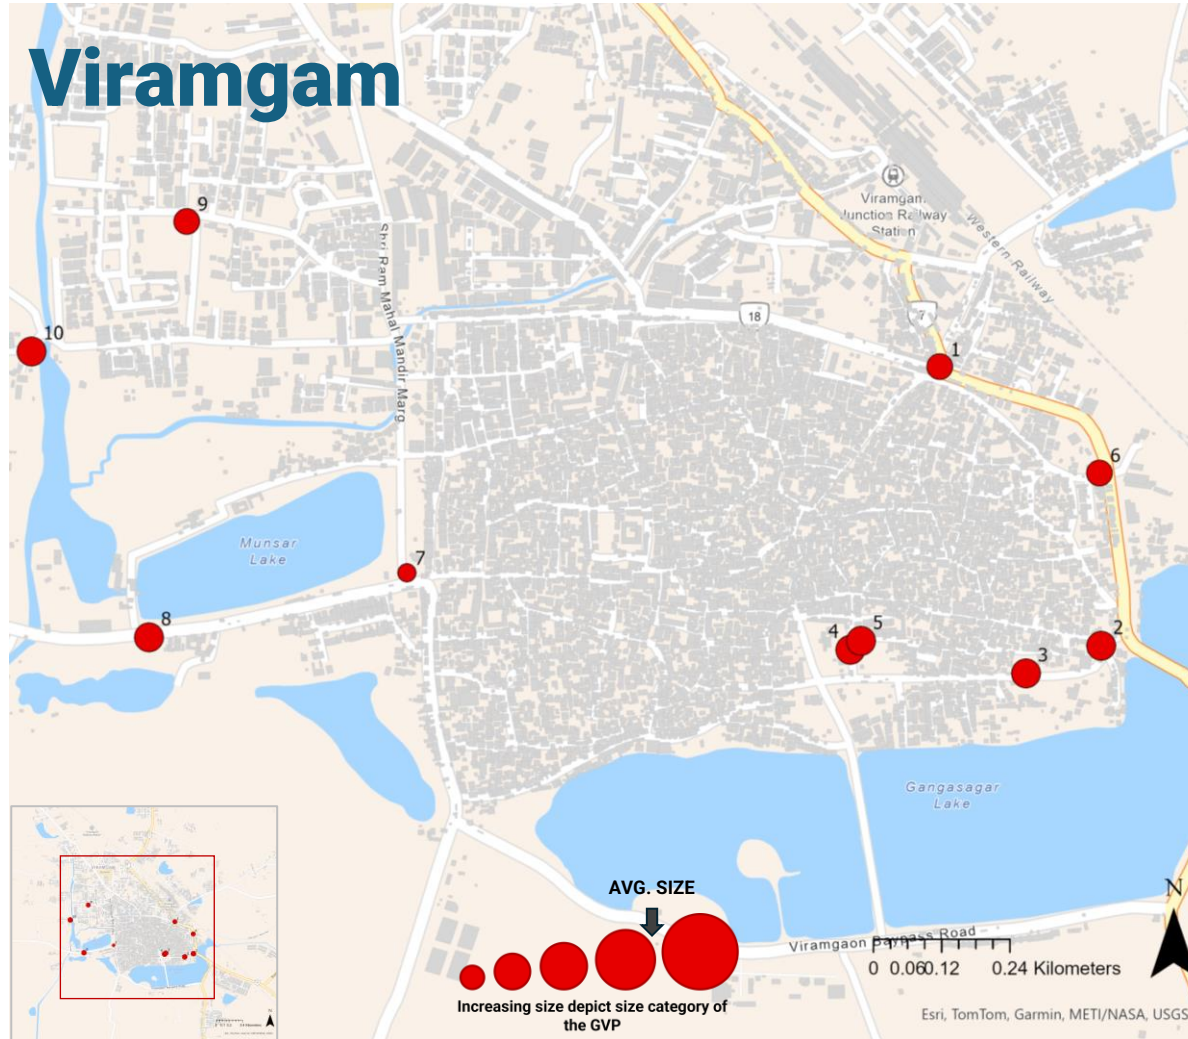 Viramgam
9
Viramgam
Junction Railway
Station
Western Railway
Shri Ram Mahal Mandir Marg
18
7
10
1
6
Munsar
Lake
7
8
4
5
2
3
Gangasagar
Lake
AVG. SIZE
N
Viramgaon Baypass Road
0 0.06 0.12 0.24 Kilometers
Increasing size depict size category of
the GVP
Esri, TomTom, Garmin, METI/NASA, USGS